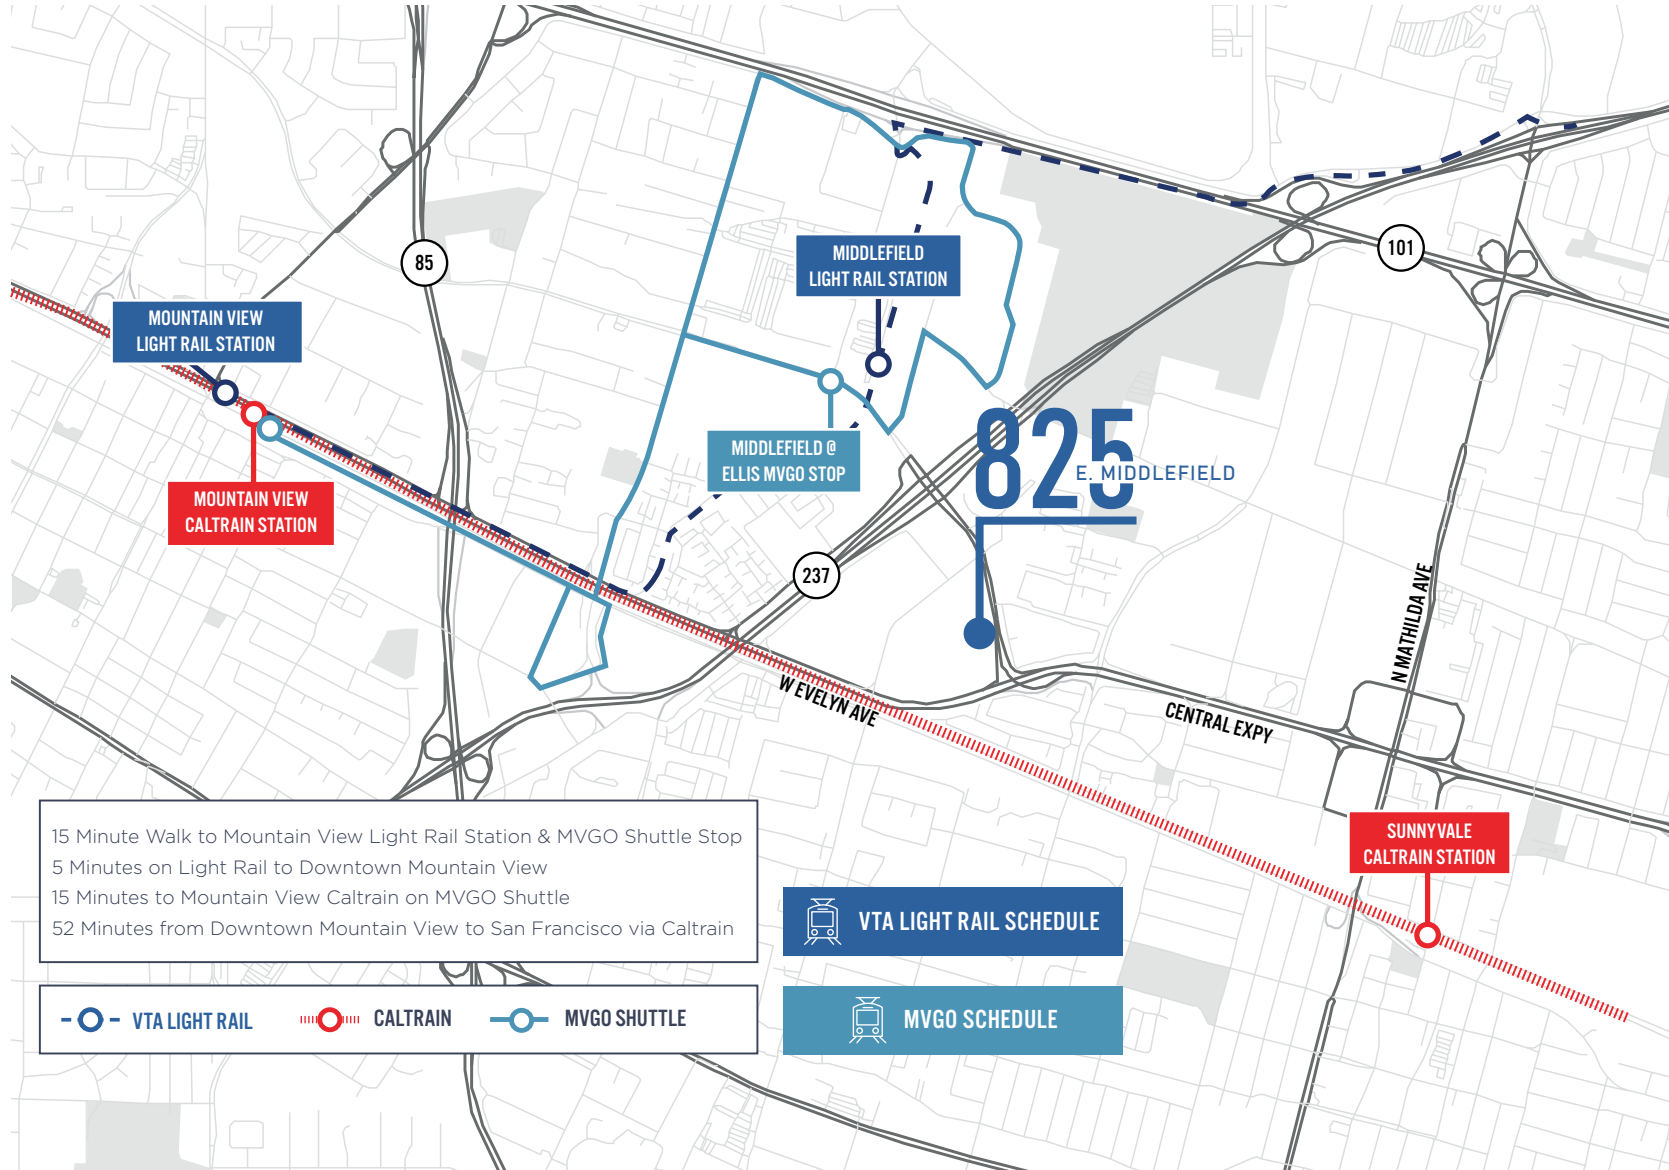 85
101
MIDDLEFIELD
LIGHT RAIL STATION
MOUNTAIN VIEW
LIGHT RAIL STATION
MIDDLEFIELD @
ELLIS MVGO STOP
825
E. MIDDLEFIELD
MOUNTAIN VIEW
CALTRAIN STATION
237
N MATHILDA AVE
W EVELYN AVE
CENTRAL EXPY
SUNNYVALE
CALTRAIN STATION
15 Minute Walk to Mountain View Light Rail Station & MVGO Shuttle Stop
5 Minutes on Light Rail to Downtown Mountain View
15 Minutes to Mountain View Caltrain on MVGO Shuttle
52 Minutes from Downtown Mountain View to San Francisco via Caltrain
VTA LIGHT RAIL SCHEDULE
VTA LIGHT RAIL
CALTRAIN
MVGO SHUTTLE
MVGO SCHEDULE